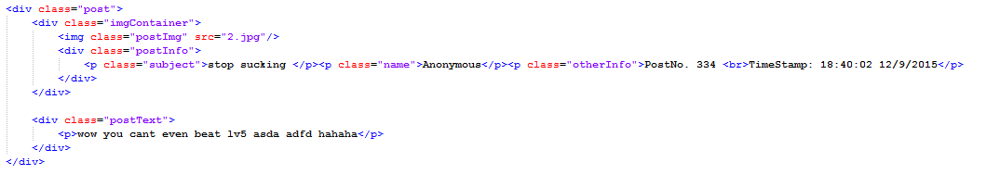 <div class="post">
<div class="imgContainer">
<img class="postImg" src="2.jpg"/>
<div class="postInfo">
<p class="subject">stop sucking </p><p class="name">Anonymous</p><p class="otherInfo">PostNo. 334 <br>TimeStamp: 18:40:02 12/9/2015</p>
</div>
</div>
<div class="postText">
<p>wow you cant even beat lv5 asda adfd hahaha</p>
</div>
</div>